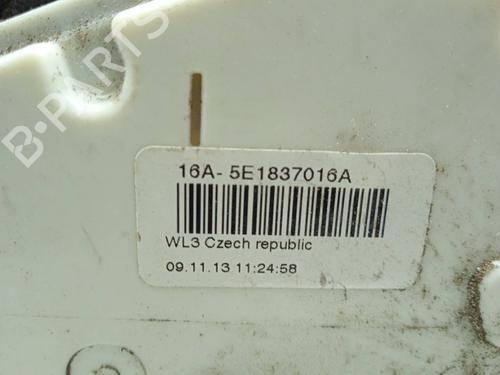 B-PARTS
16A- 5E1837016A
WL3 Czech republic
09.11.13 11:24:58